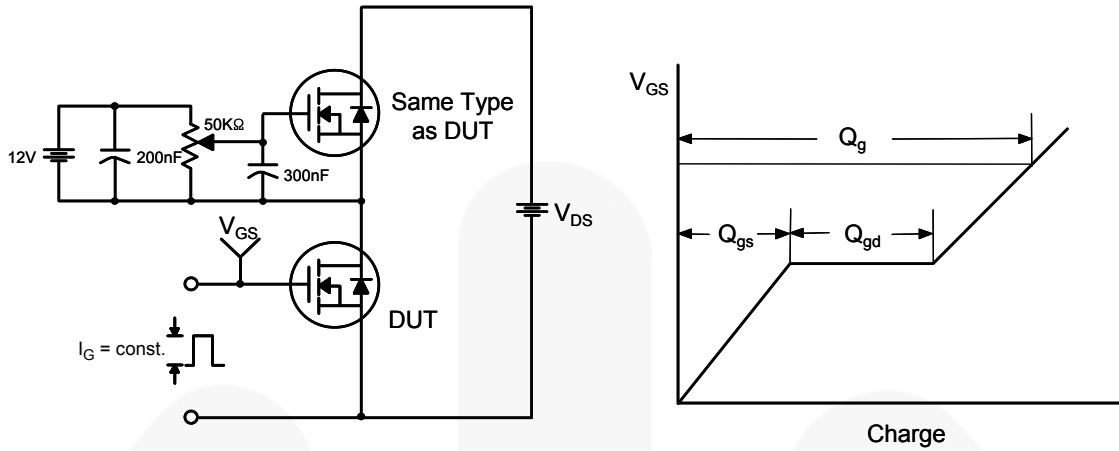 Same Type
as DUT
50KΩ
12V
200nF
300nF
V_GS
V_DS
DUT
I_G = const.
V_GS
Q_g
Q_gs
Q_gd
Charge